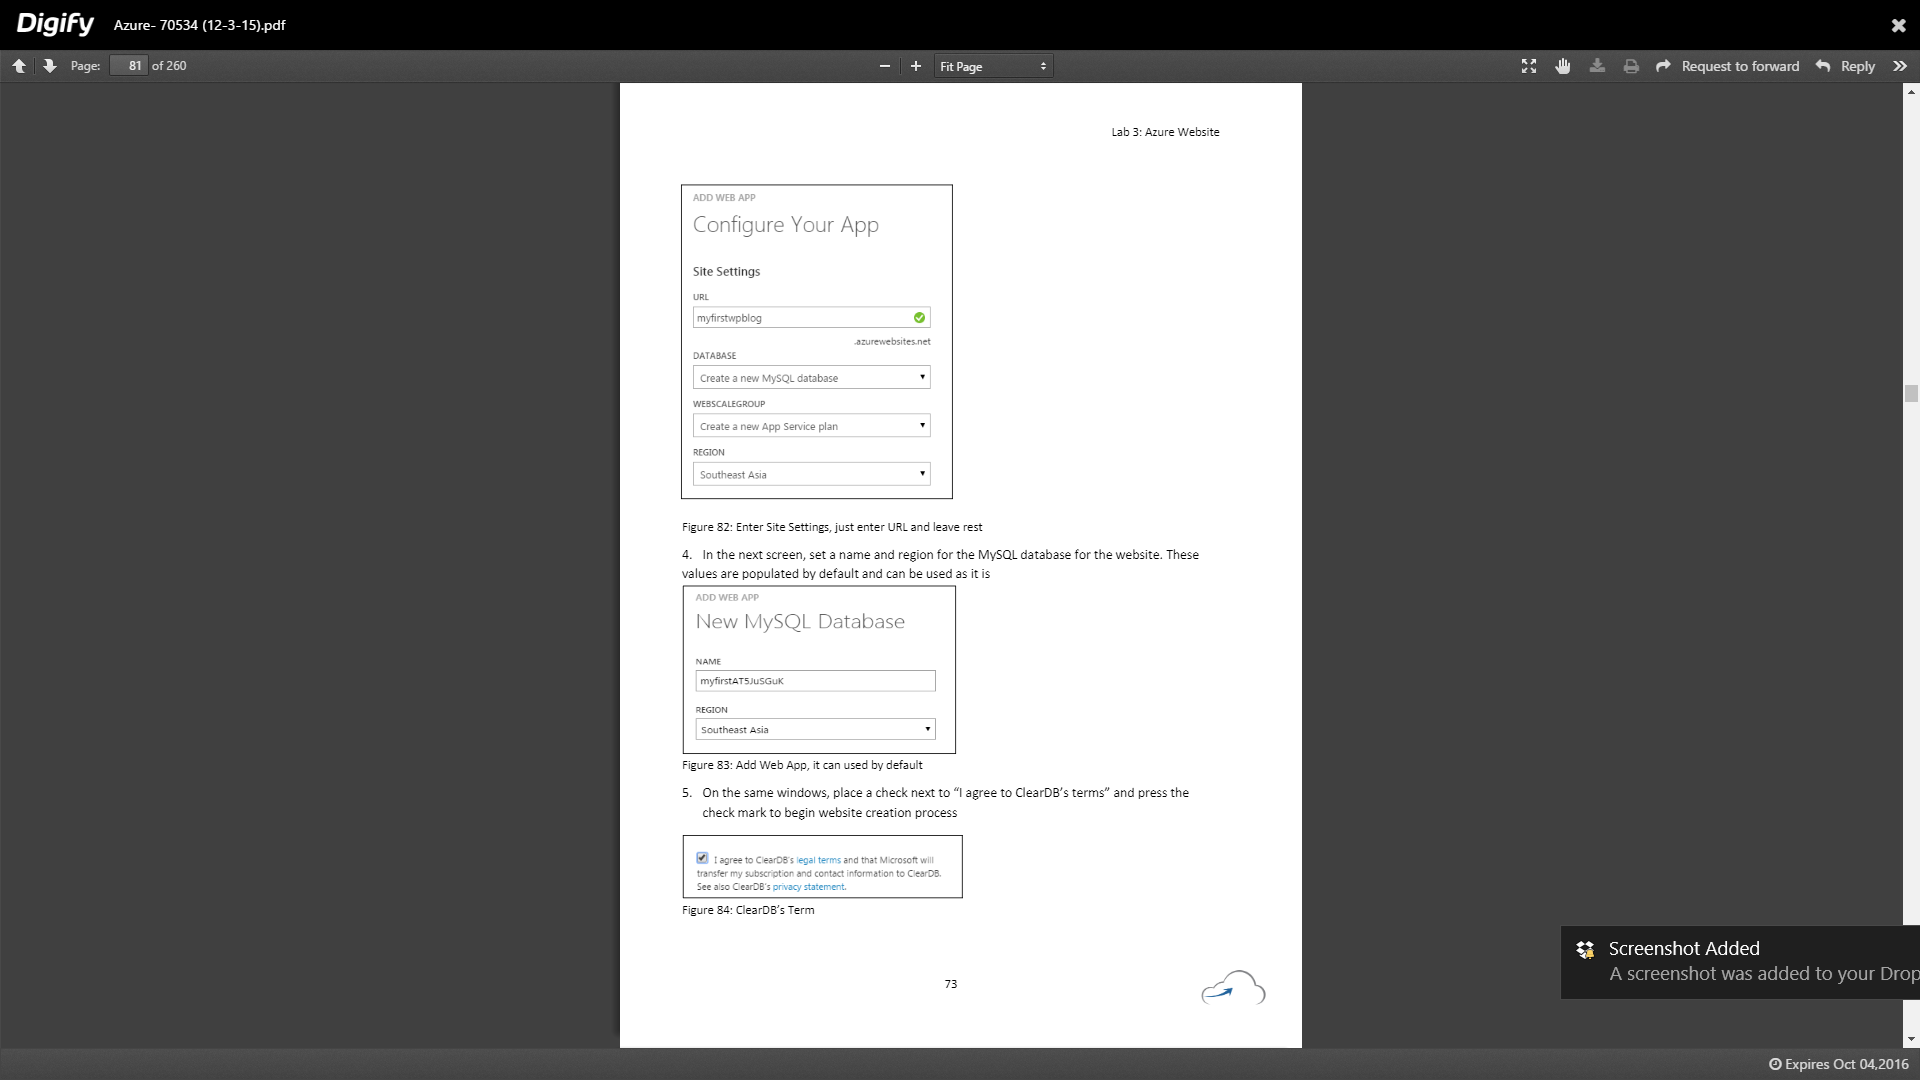 Digify Azure- 70534 (12-3-15).pdf
Page: 81 of 260 Fit Page Request to forward Reply
Lab 3: Azure Website
ADD WEB APP
Configure Your App
Site Settings
URL
myfirstwpblog
.azurewebsites.net
DATABASE
Create a new MySQL database
WEBSCALEGROUP
Create a new App Service plan
REGION
Southeast Asia
Figure 82: Enter Site Settings, just enter URL and leave rest
4. In the next screen, set a name and region for the MySQL database for the website. These
values are populated by default and can be used as it is
ADD WEB APP
New MySQL Database
NAME
myfirstAT5JuSGuK
REGION
Southeast Asia
Figure 83: Add Web App, it can used by default
5. On the same windows, place a check next to “I agree to ClearDB’s terms” and press the
check mark to begin website creation process
I agree to ClearDB's legal terms and that Microsoft will
transfer my subscription and contact information to ClearDB.
See also ClearDB's privacy statement.
Figure 84: ClearDB’s Term
73
Screenshot Added
A screenshot was added to your Drop
Expires Oct 04,2016